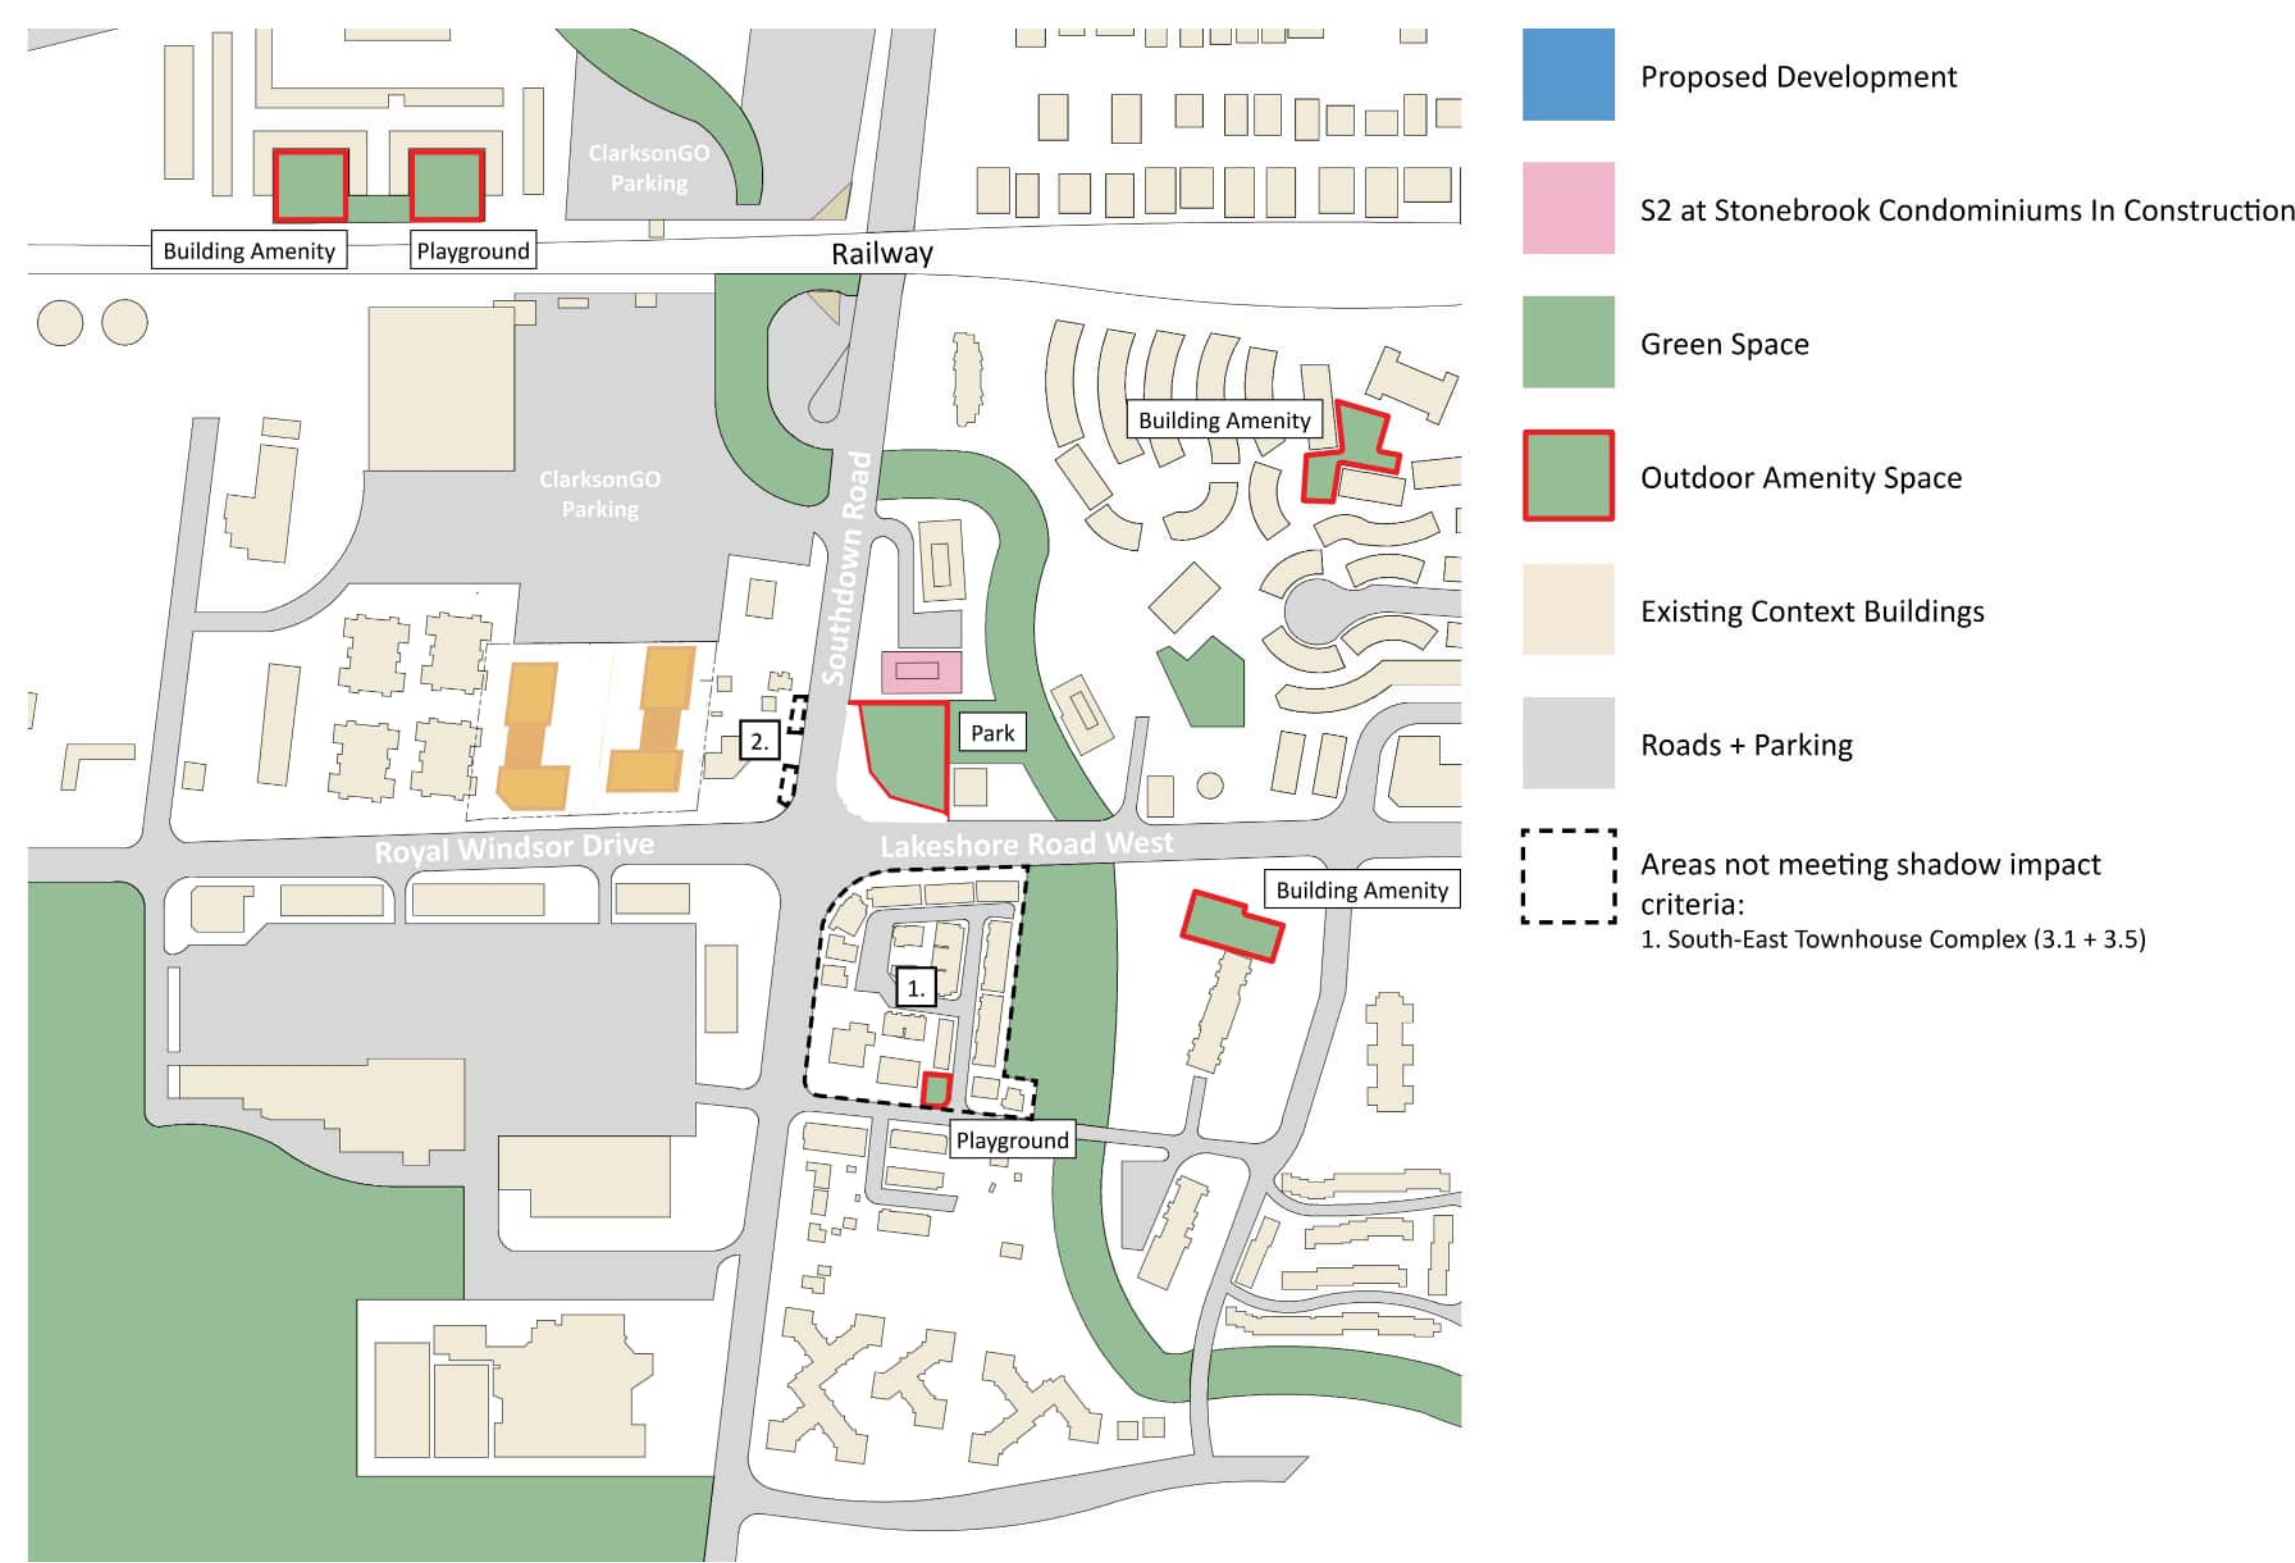 ClarksonGO
Parking
Building Amenity
Playground
Railway
Building Amenity
ClarksonGO
Parking
Southdown Road
Park
2.
Royal Windsor Drive
Lakeshore Road West
Building Amenity
1.
Playground
Proposed Development
S2 at Stonebrook Condominiums In Construction
Green Space
Outdoor Amenity Space
Existing Context Buildings
Roads + Parking
Areas not meeting shadow impact
criteria:
1. South-East Townhouse Complex (3.1 + 3.5)